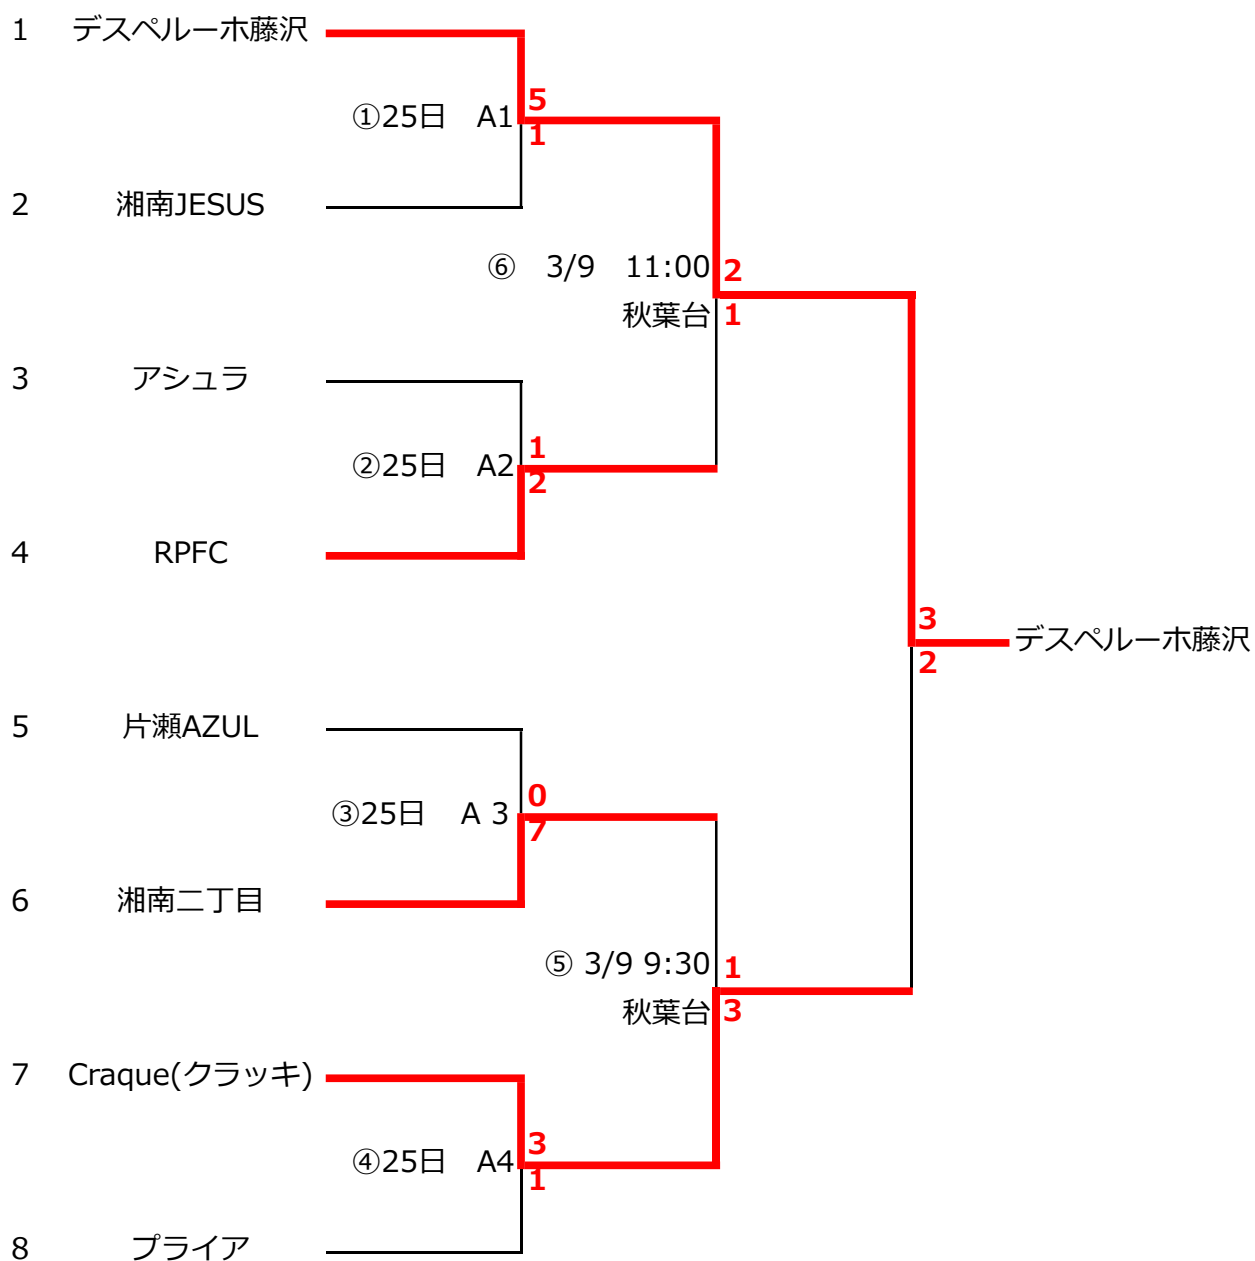 1 デスペルーホ藤沢
5
①25日 A1
1
2 湘南JESUS
⑥ 3/9 11:00 2
秋葉台 1
3 アシュラ
1
②25日 A2
2
4 RPFC
3
デスペルーホ藤沢
2
5 片瀬AZUL
0
③25日 A 3
7
6 湘南二丁目
⑤ 3/9 9:30 1
秋葉台 3
7 Craque(クラッキ)
3
④25日 A4
1
8 プライア